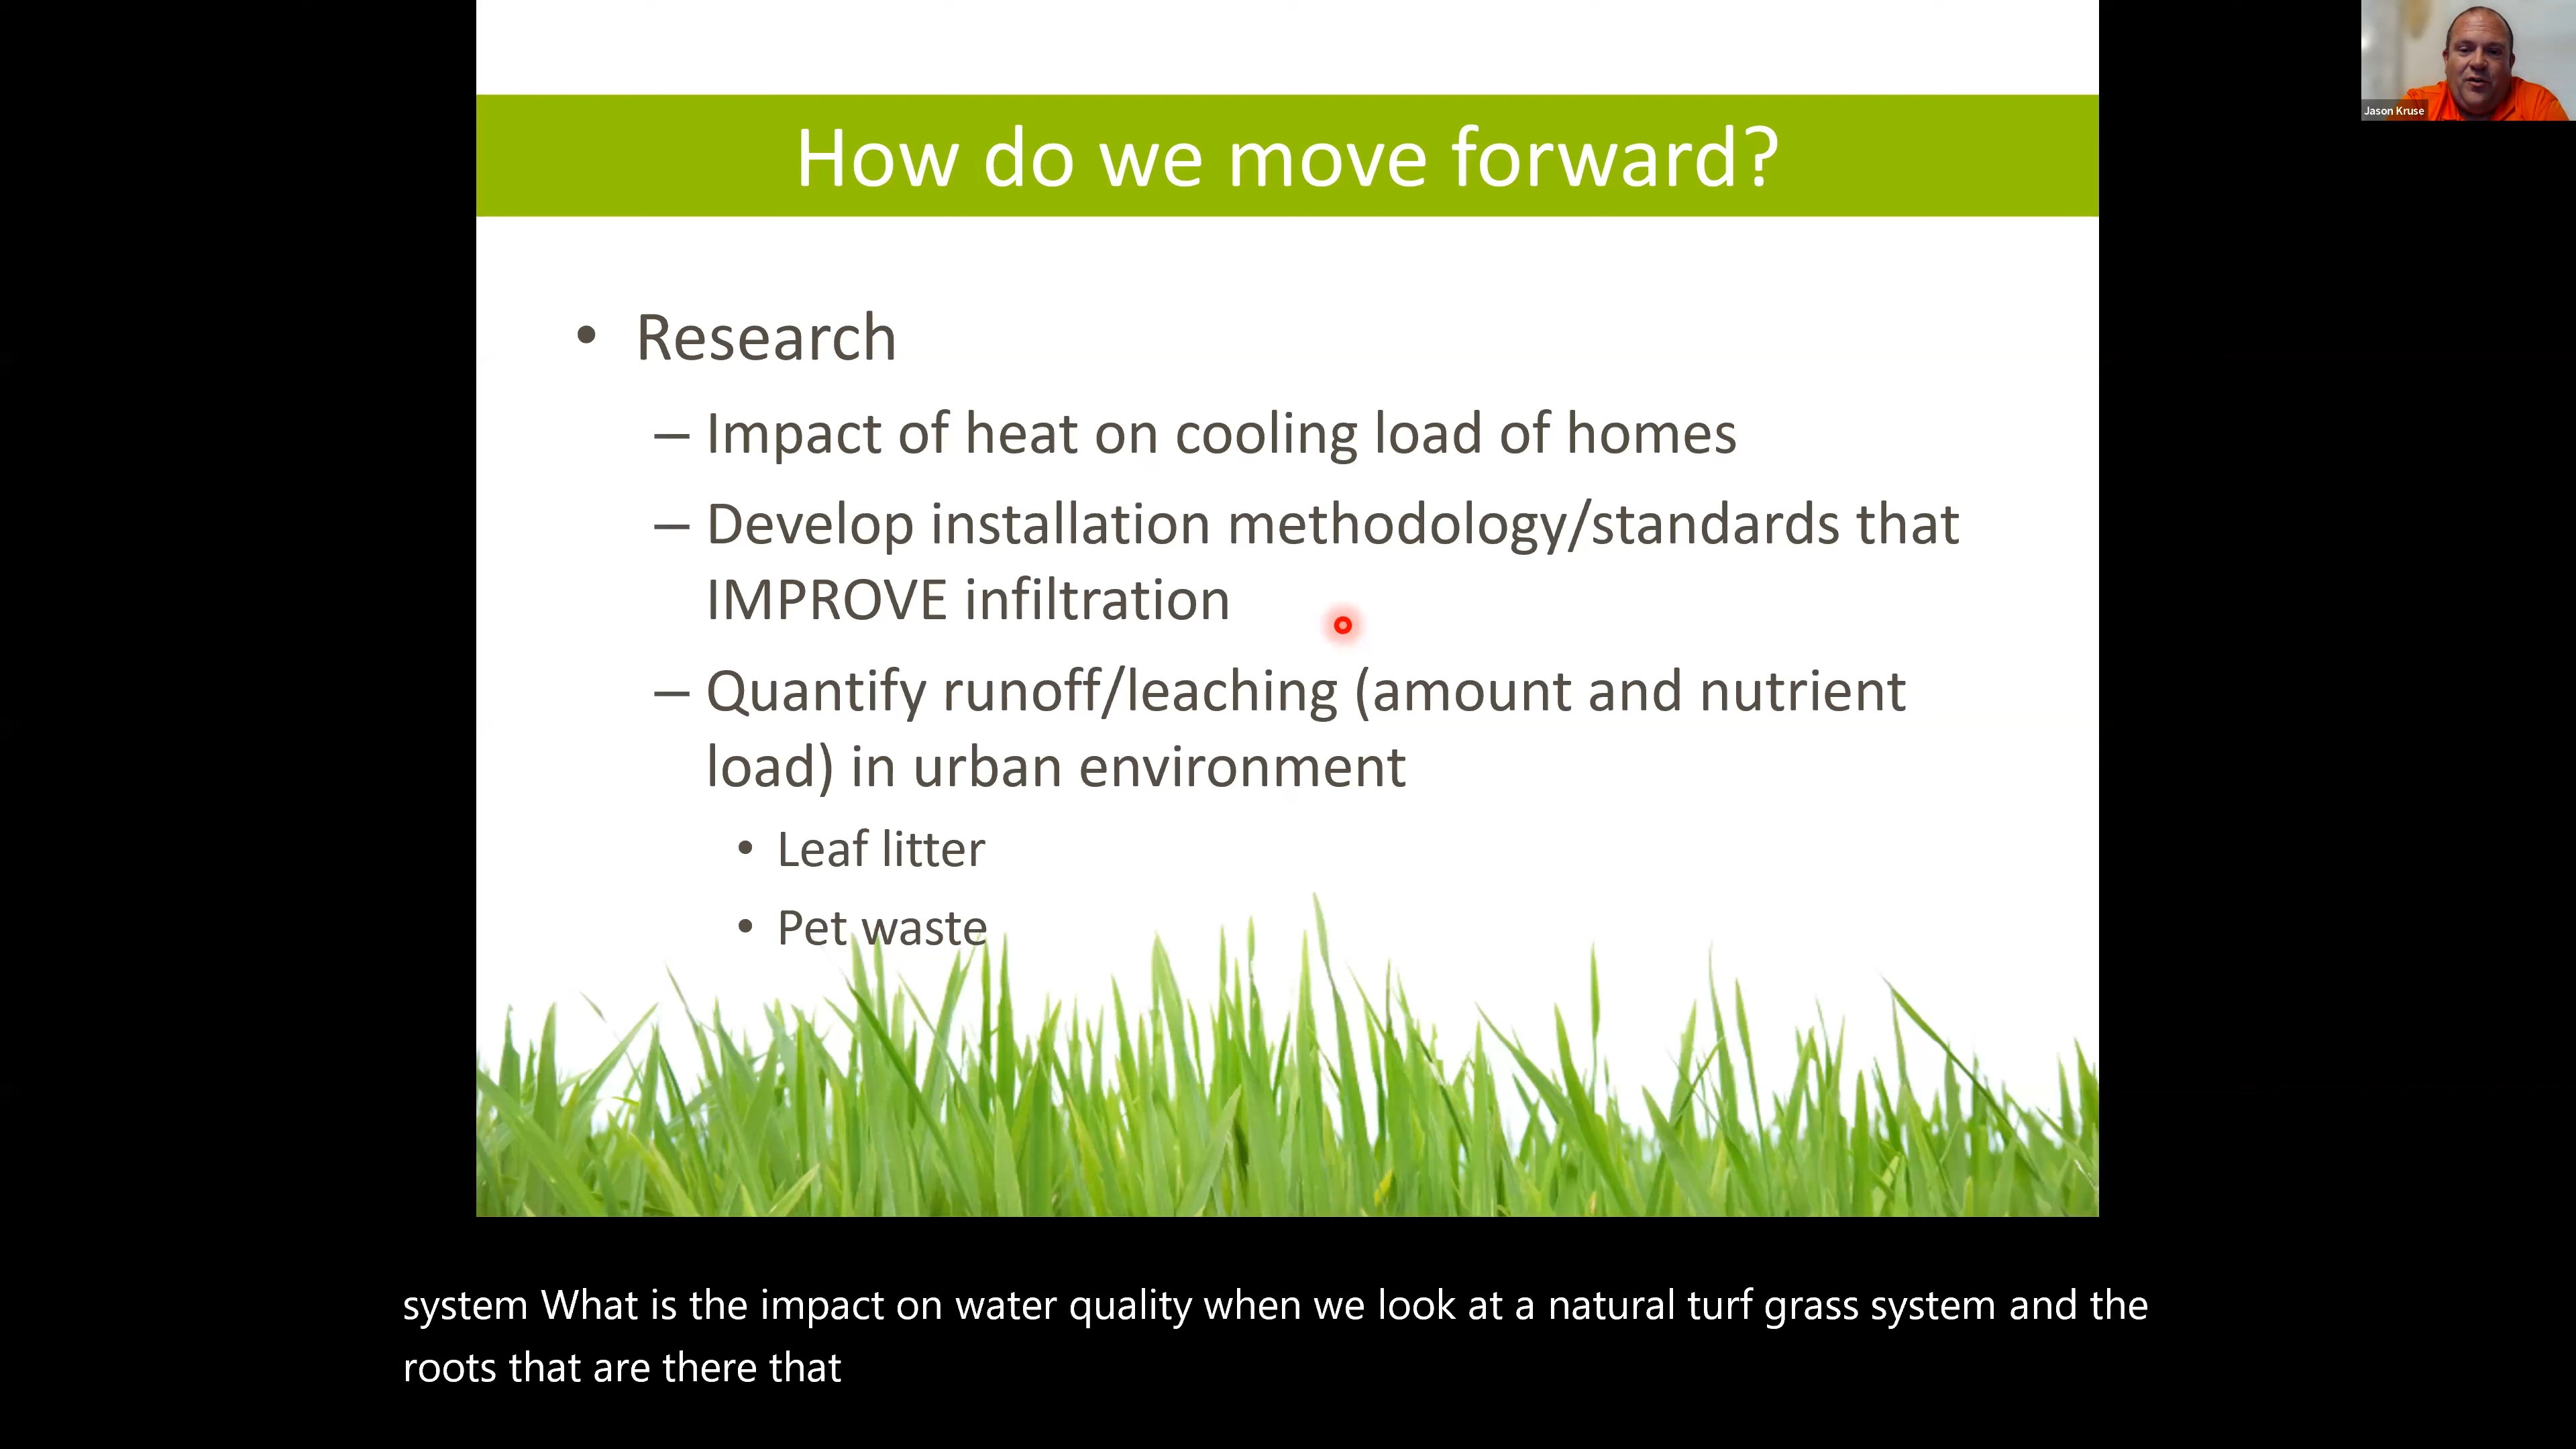 How do we move forward?
Jason Kruse
• Research
– Impact of heat on cooling load of homes
– Develop installation methodology/standards that
IMPROVE infiltration
– Quantify runoff/leaching (amount and nutrient
load) in urban environment
• Leaf litter
• Pet waste
system What is the impact on water quality when we look at a natural turf grass system and the
roots that are there that